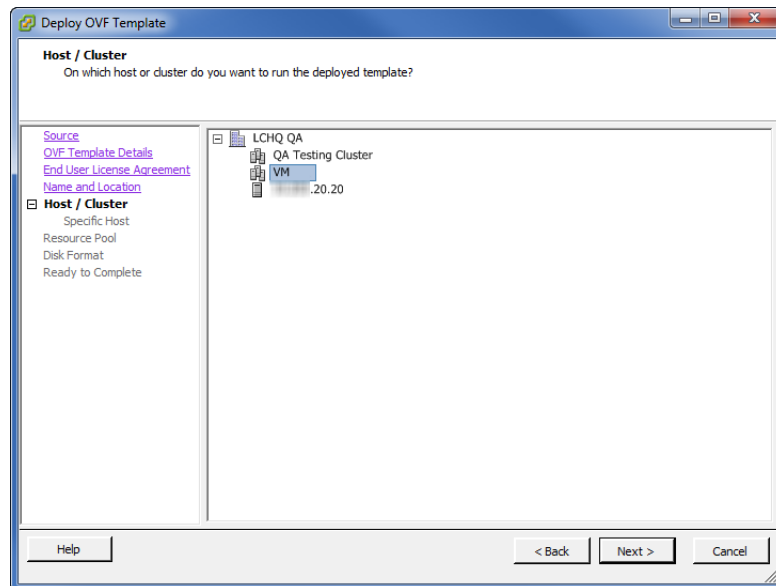 Deploy OVF Template
Host / Cluster
On which host or cluster do you want to run the deployed template?
Source
OVF Template Details
End User License Agreement
Name and Location
Host / Cluster
Specific Host
Resource Pool
Disk Format
Ready to Complete
LCHQ QA
QA Testing Cluster
VM
.20.20
Help
< Back
Next >
Cancel